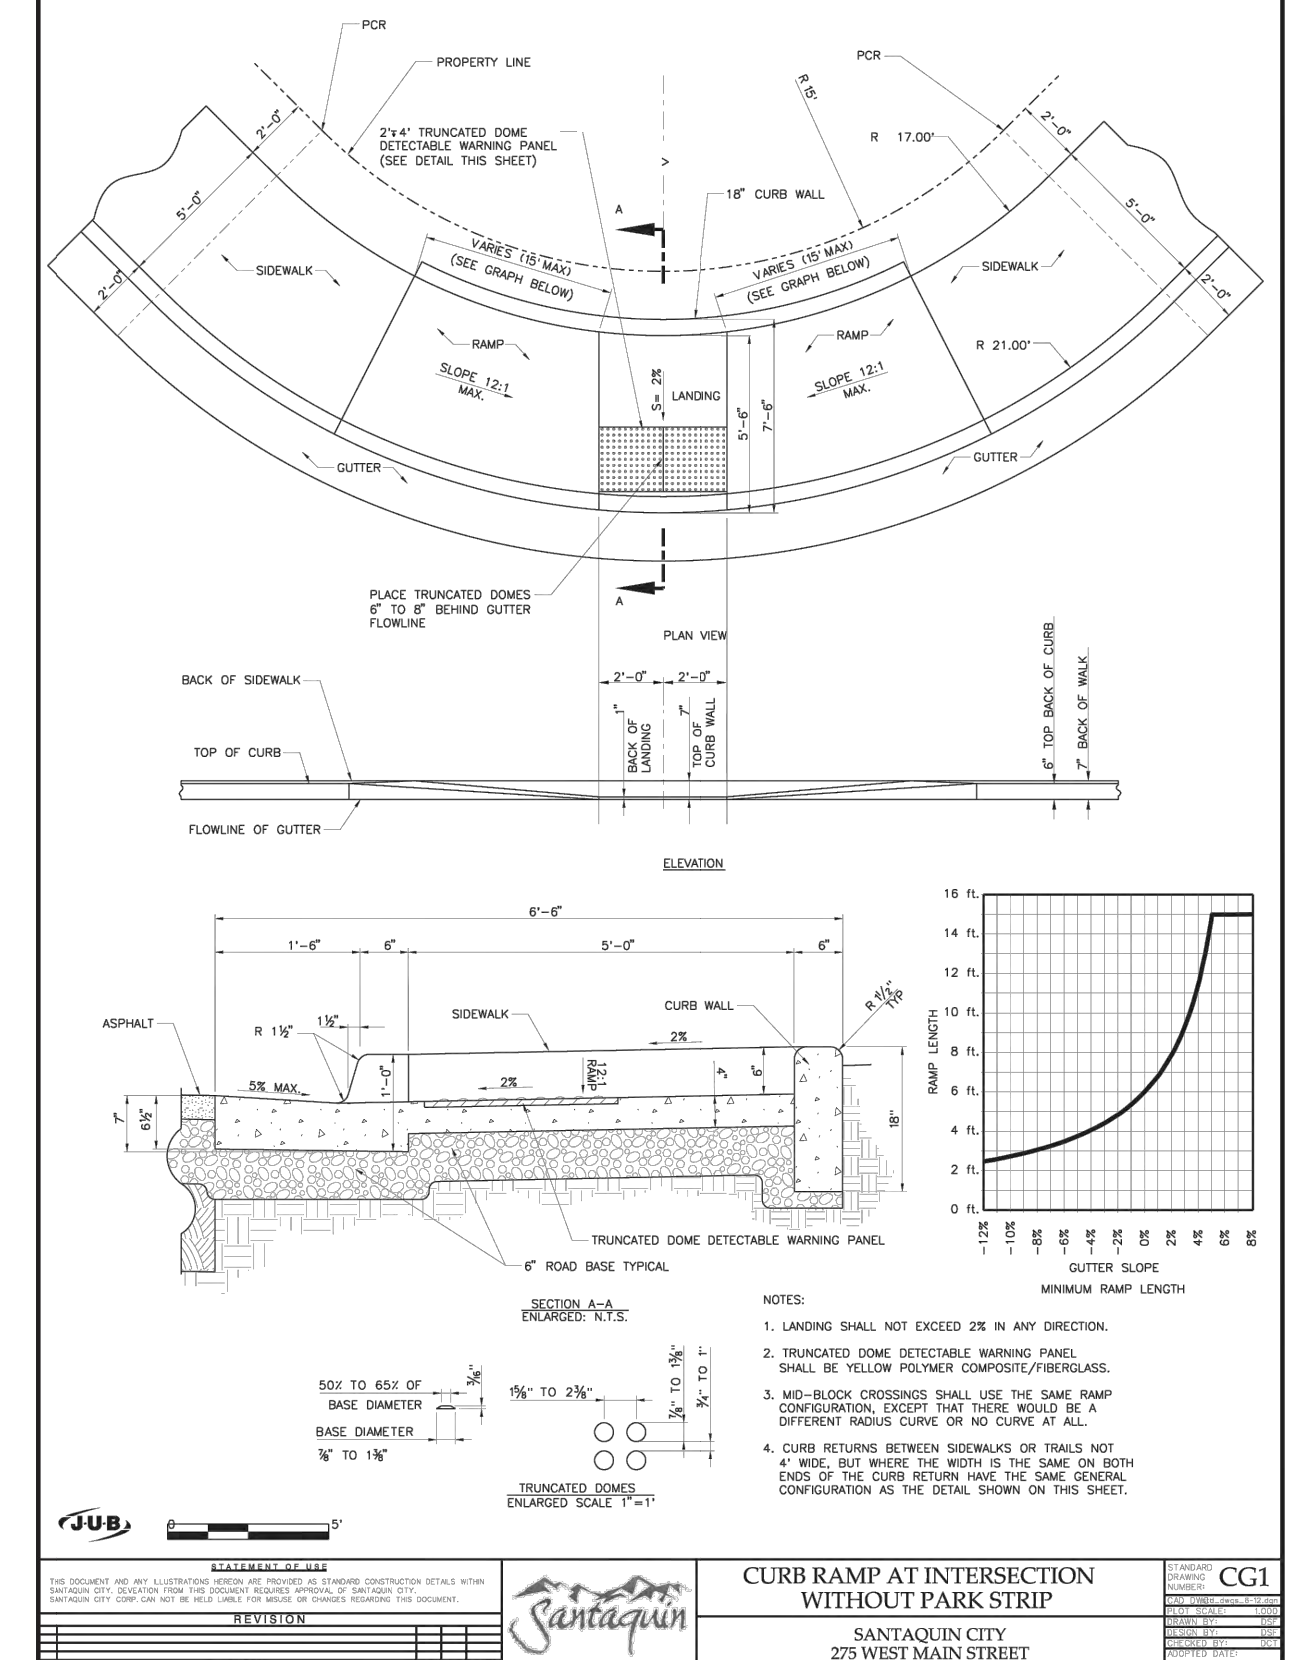 PCR
PROPERTY LINE
PCR
R 15'
2'-0"
2'-0"
DETECTABLE WARNING PANEL
(SEE DETAIL THIS SHEET)
R 17.00'
18" CURB WALL
A
5'-0"
5'-0"
VARIES (15' MAX)
(SEE GRAPH BELOW)
VARIES (15' MAX)
(SEE GRAPH BELOW)
SIDEWALK
SIDEWALK
2'-0"
2'-0"
RAMP
RAMP
SLOPE 12:1
MAX.
SLOPE 12:1
MAX.
R 21.00'
S= 2%
LANDING
5'-6"
7'-6"
GUTTER
GUTTER
PLACE TRUNCATED DOMES
6" TO 8" BEHIND GUTTER
FLOWLINE
A
PLAN VIEW
BACK OF SIDEWALK
2'-0"
2'-0"
1"
BACK OF
LANDING
7"
TOP OF
CURB WALL
6" TOP BACK OF CURB
7" BACK OF WALK
TOP OF CURB
FLOWLINE OF GUTTER
ELEVATION
6'-6"
1'-6"
6"
5'-0"
6"
ASPHALT
R 1½"
1½"
SIDEWALK
CURB WALL
R 1½"
TYP
2%
5% MAX.
1'-0"
2%
12:1
RAMP
4"
6"
7"
6½"
18"
TRUNCATED DOME DETECTABLE WARNING PANEL
6" ROAD BASE TYPICAL
SECTION A-A
ENLARGED: N.T.S.
16 ft.
14 ft.
12 ft.
10 ft.
8 ft.
6 ft.
4 ft.
2 ft.
0 ft.
RAMP LENGTH
-12%
-10%
-8%
-6%
-4%
-2%
0%
2%
4%
6%
8%
GUTTER SLOPE
MINIMUM RAMP LENGTH
NOTES:
1. LANDING SHALL NOT EXCEED 2% IN ANY DIRECTION.
2. TRUNCATED DOME DETECTABLE WARNING PANEL
SHALL BE YELLOW POLYMER COMPOSITE/FIBERGLASS.
3. MID-BLOCK CROSSINGS SHALL USE THE SAME RAMP
CONFIGURATION, EXCEPT THAT THERE WOULD BE A
DIFFERENT RADIUS CURVE OR NO CURVE AT ALL.
4. CURB RETURNS BETWEEN SIDEWALKS OR TRAILS NOT
4' WIDE, BUT WHERE THE WIDTH IS THE SAME ON BOTH
ENDS OF THE CURB RETURN HAVE THE SAME GENERAL
CONFIGURATION AS THE DETAIL SHOWN ON THIS SHEET.
50% TO 65% OF
BASE DIAMETER
3/16"
BASE DIAMETER
⅞" TO 1⅜"
1⅝" TO 2⅜"
⅞" TO 1⅜"
¾" TO 1"
TRUNCATED DOMES
ENLARGED SCALE 1"=1'
J·U·B
0
5'
STATEMENT OF USE
THIS DOCUMENT AND ANY ILLUSTRATIONS HEREON ARE PROVIDED AS STANDARD CONSTRUCTION DETAILS WITHIN
SANTAQUIN CITY. DEVEATION FROM THIS DOCUMENT REQUIRES APPROVAL OF SANTAQUIN CITY.
SANTAQUIN CITY CORP. CAN NOT BE HELD LIABLE FOR MISUSE OR CHANGES REGARDING THIS DOCUMENT.
REVISION
Santaquin
CURB RAMP AT INTERSECTION
WITHOUT PARK STRIP
SANTAQUIN CITY
275 WEST MAIN STREET
STANDARD
DRAWING
NUMBER:
CG1
PLOT SCALE: 1.000
DRAWN BY: DSF
DESIGN BY: DSF
CHECKED BY: DCT
ADOPTED DATE: